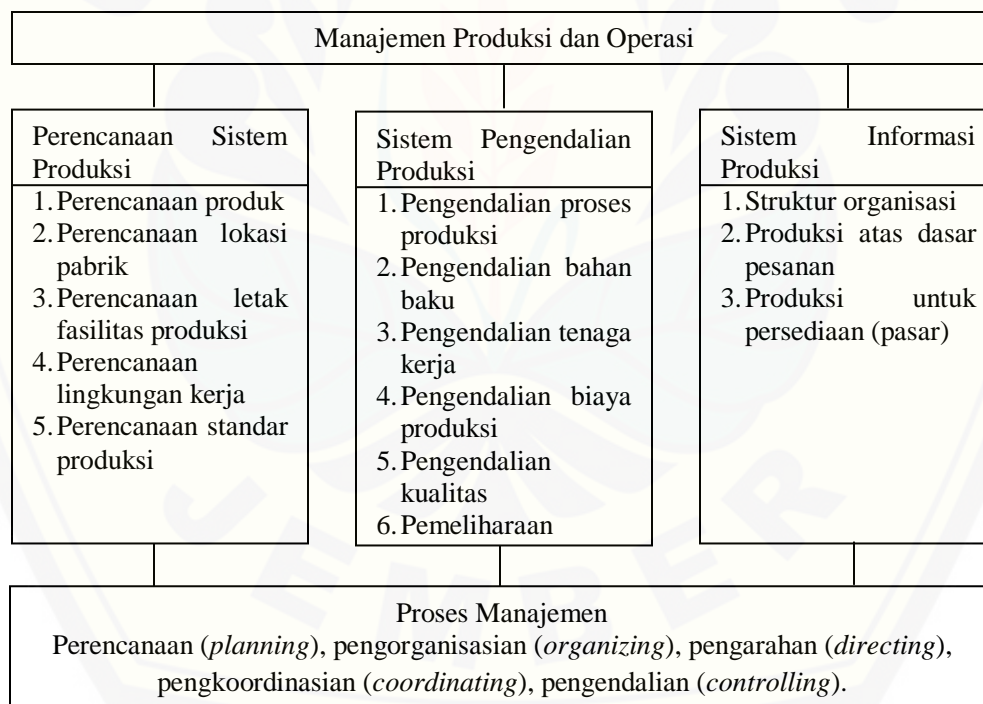 Manajemen Produksi dan Operasi
Perencanaan Sistem
Produksi
1. Perencanaan produk
2. Perencanaan lokasi
pabrik
3. Perencanaan letak
fasilitas produksi
4. Perencanaan
lingkungan kerja
5. Perencanaan standar
produksi
Sistem Pengendalian
Produksi
1. Pengendalian proses
produksi
2. Pengendalian bahan
baku
3. Pengendalian tenaga
kerja
4. Pengendalian biaya
produksi
5. Pengendalian
kualitas
6. Pemeliharaan
Sistem Informasi
Produksi
1. Struktur organisasi
2. Produksi atas dasar
pesanan
3. Produksi untuk
persediaan (pasar)
Proses Manajemen
Perencanaan (planning), pengorganisasian (organizing), pengarahan (directing),
pengkoordinasian (coordinating), pengendalian (controlling).
JEMBER